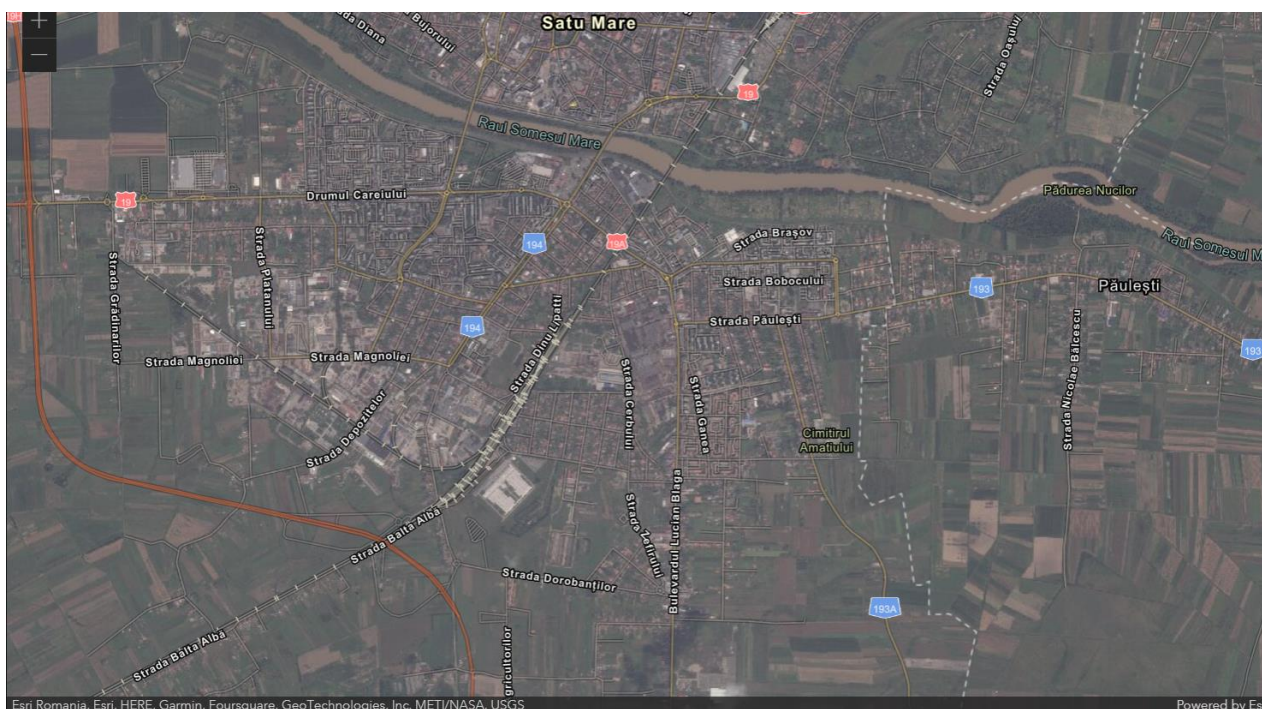 +
−
Strada Diana
Bujorului
Satu Mare
19
Strada Oașului
Raul Somesul Mare
Drumul Careiului
19
Pădurea Nucilor
Raul Somesul M
194
19A
Strada Brașov
Strada Platanului
Strada Grădinarilor
Strada Bobocului
193
Păulești
194
Strada Dinu Lipatti
Strada Păulești
193
Strada Magnoliei
Strada Magnoliei
Strada Cerbului
Strada Ganea
Strada Nicolae Bălcescu
Strada Depozitelor
Cimitirul
Amatiului
Strada Balta Albă
Strada Zefirului
Bulevardul Lucian Blaga
Strada Dorobanților
193A
Strada Balta Albă
gricultorilor
Esri Romania, Esri, HERE, Garmin, Foursquare, GeoTechnologies, Inc, METI/NASA, USGS
Powered by Es